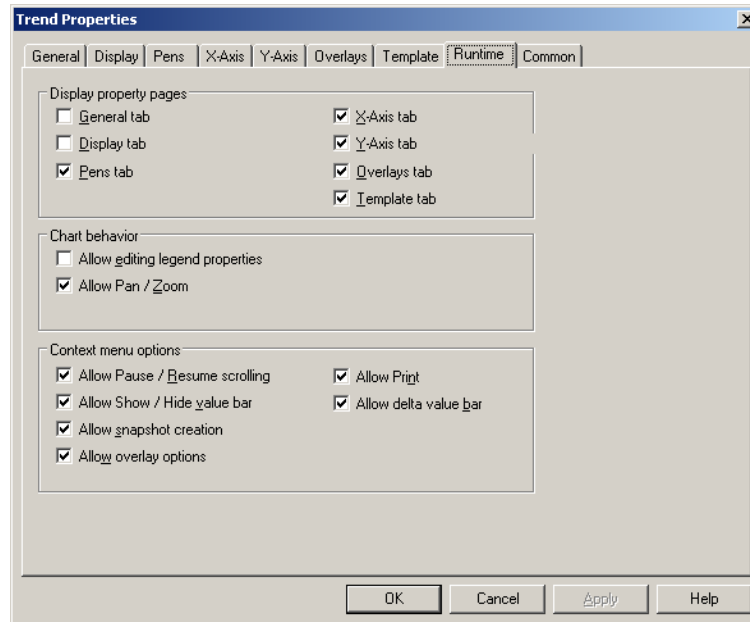 Trend Properties
General Display Pens X-Axis Y-Axis Overlays Template Runtime Common
Display property pages
General tab
Display tab
Pens tab
X-Axis tab
Y-Axis tab
Overlays tab
Template tab
Chart behavior
Allow editing legend properties
Allow Pan / Zoom
Context menu options
Allow Pause / Resume scrolling
Allow Show / Hide value bar
Allow snapshot creation
Allow overlay options
Allow Print
Allow delta value bar
OK Cancel Apply Help